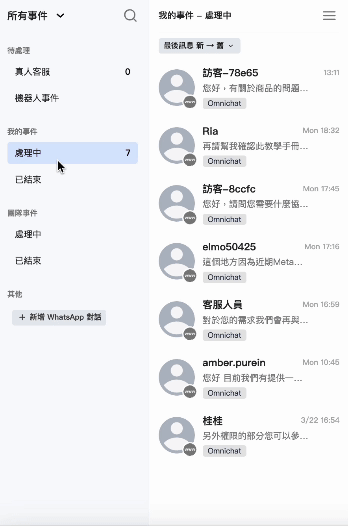 所有事件
待處理
真人客服 0
機器人事件
我的事件
處理中 7
已結束
團隊事件
處理中
已結束
其他
+ 新增 WhatsApp 對話
我的事件 – 處理中
最後訊息 新 → 舊
訪客-78e65 13:11
您好，有關於商品的問題...
Omnichat
Ria Mon 18:32
再請幫我確認此教學手冊...
Omnichat
訪客-8ccfc Mon 17:45
您好，請問您需要什麼協...
Omnichat
elmo50425 Mon 17:16
這個地方因為近期Meta...
Omnichat
客服人員 Mon 16:59
對於您的需求我們會再與...
Omnichat
amber.purein Mon 10:45
您好 目前我們有提供一...
Omnichat
桂桂 3/22 16:54
另外權限的部分您可以參...
Omnichat